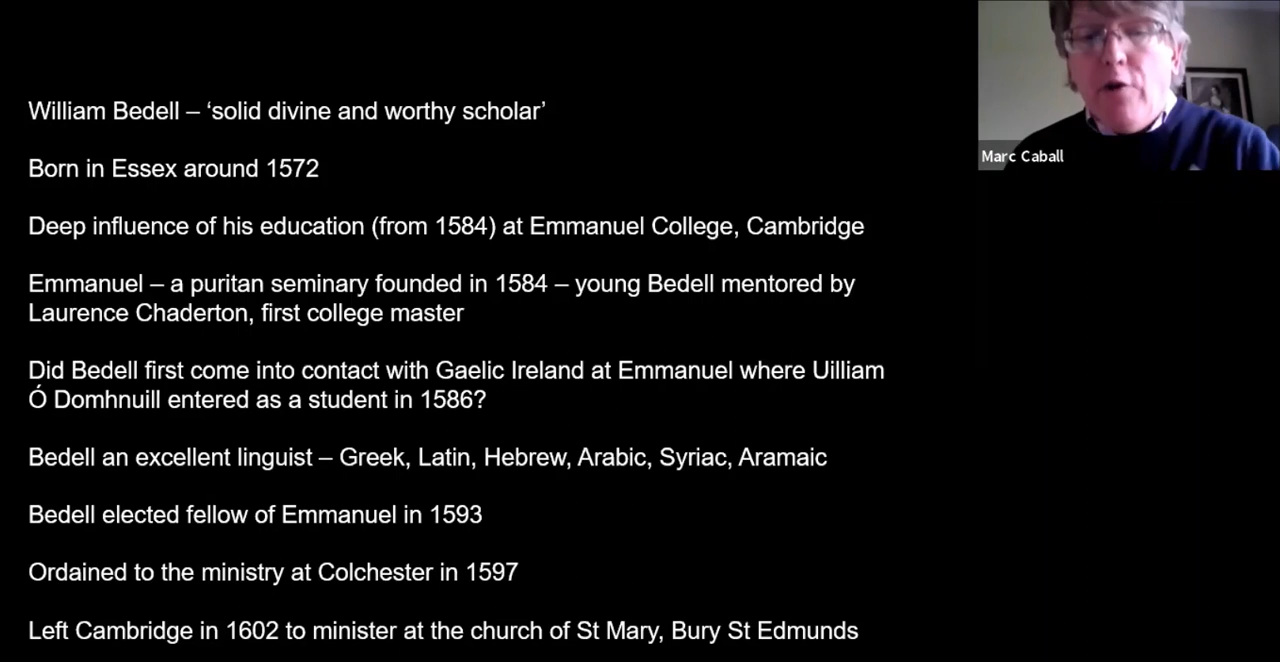 William Bedell – ‘solid divine and worthy scholar’
Born in Essex around 1572
Deep influence of his education (from 1584) at Emmanuel College, Cambridge
Emmanuel – a puritan seminary founded in 1584 – young Bedell mentored by
Laurence Chaderton, first college master
Did Bedell first come into contact with Gaelic Ireland at Emmanuel where Uilliam
Ó Domhnuill entered as a student in 1586?
Bedell an excellent linguist – Greek, Latin, Hebrew, Arabic, Syriac, Aramaic
Bedell elected fellow of Emmanuel in 1593
Ordained to the ministry at Colchester in 1597
Left Cambridge in 1602 to minister at the church of St Mary, Bury St Edmunds
Marc Caball